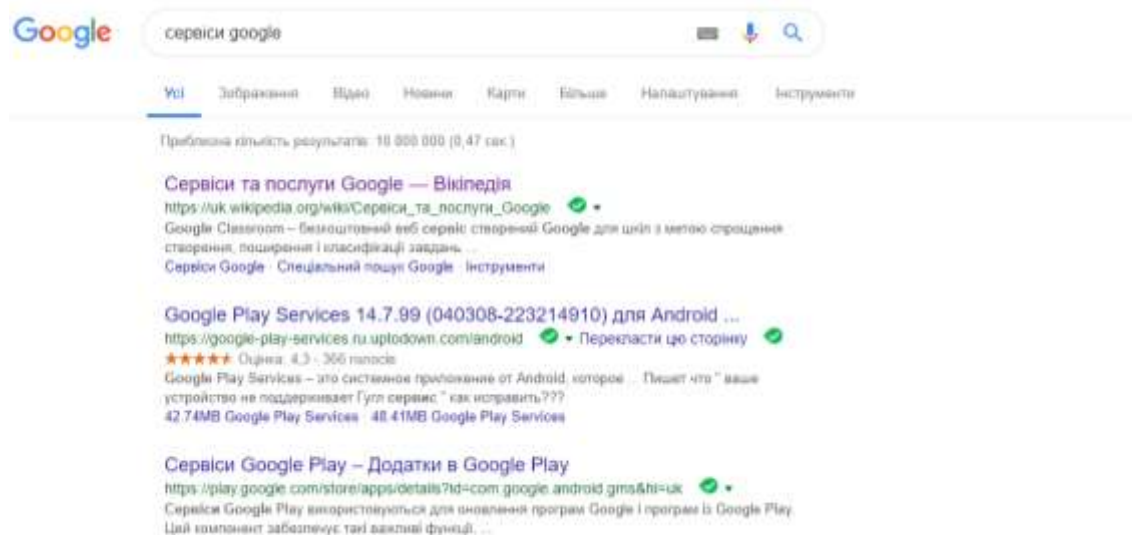 Google
сервіси google
Усі Зображення Відео Новини Карти Більше Налаштування Інструменти
Приблизна кількість результатів: 10 000 000 (0,47 сек.)
Сервіси та послуги Google — Вікіпедія
https://uk.wikipedia.org/wiki/Сервіси_та_послуги_Google
Google Classroom – безкоштовний веб сервіс створений Google для шкіл з метою спрощення
створення, поширення і класифікації завдань ...
Сервіси Google · Спеціальний пошук Google · Інструменти
Google Play Services 14.7.99 (040308-223214910) для Android ...
https://google-play-services.ru.uptodown.com/android Перекласти цю сторінку
Оцінка: 4,3 - 366 голосів
Google Play Services – это системное приложение от Android, которое ... Пишет что " ваше
устройство не поддерживает Гугл сервис " как исправить???
42.74MB Google Play Services · 48.41MB Google Play Services
Сервіси Google Play – Додатки в Google Play
https://play.google.com/store/apps/details?id=com.google.android.gms&hl=uk
Сервіси Google Play використовуються для оновлення програм Google і програм із Google Play.
Цей компонент забезпечує такі важливі функції, ...